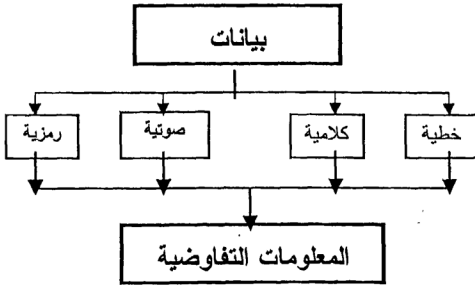 بيانات
خطية
كلامية
صوتية
رمزية
المعلومات التفاوضية